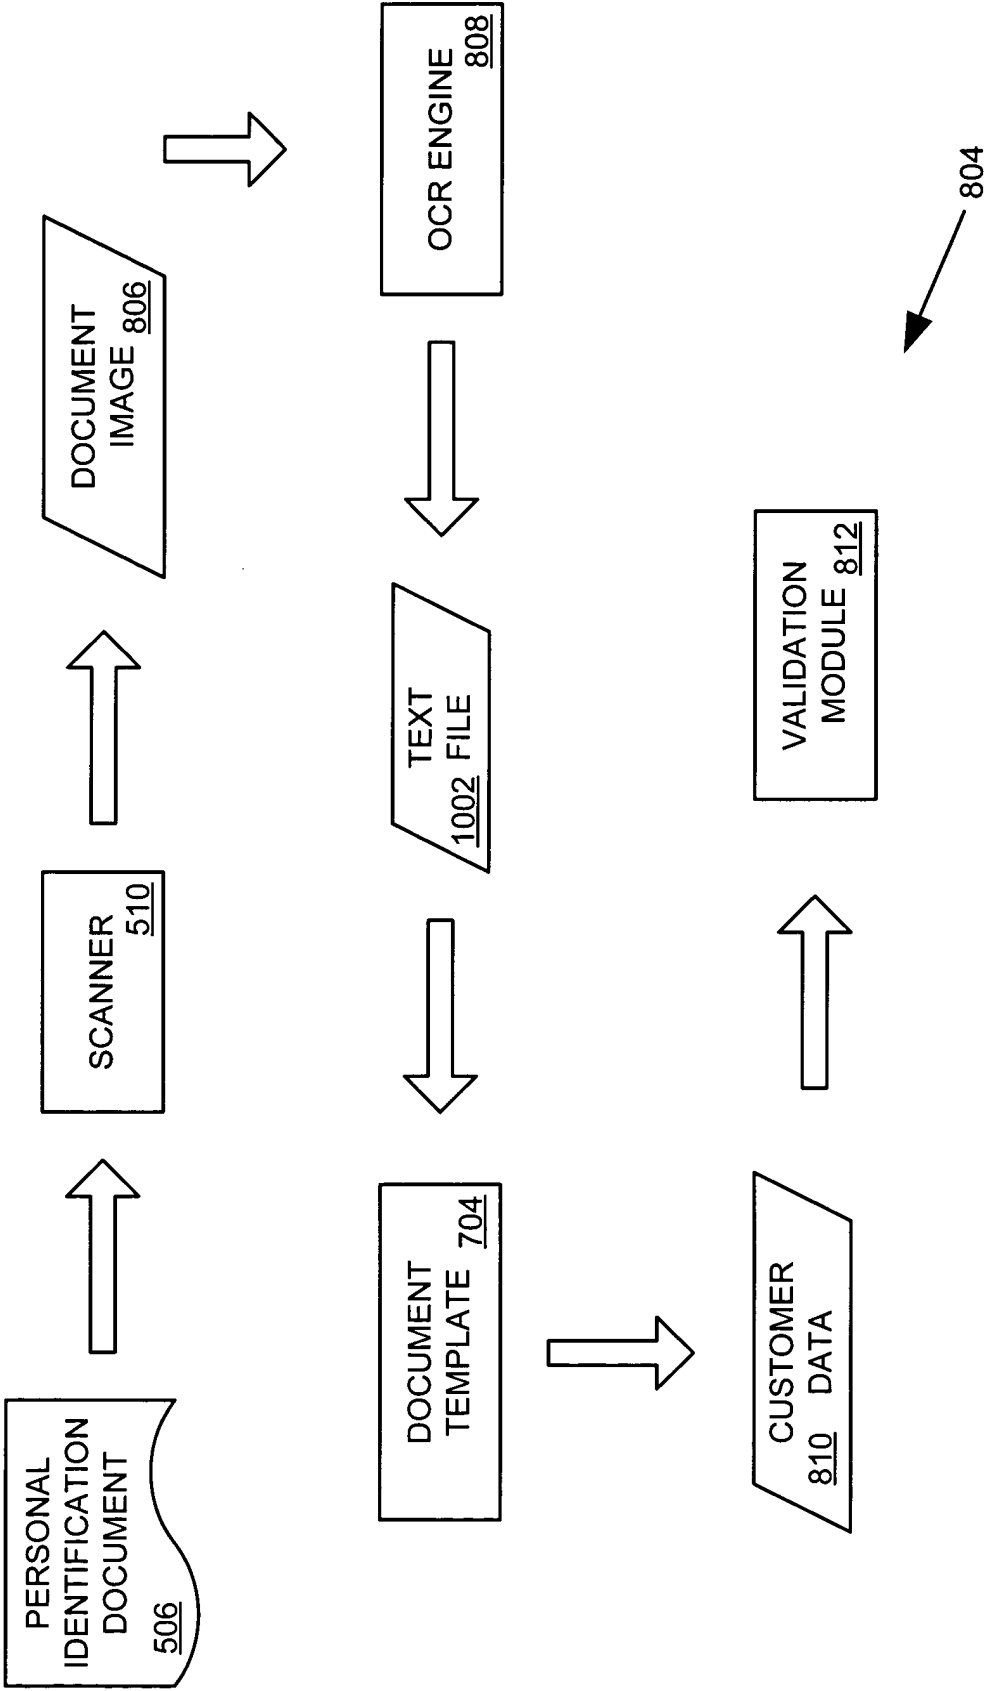 PERSONAL
IDENTIFICATION
DOCUMENT
506
SCANNER
510
DOCUMENT
IMAGE 806
OCR ENGINE
808
TEXT
1002 FILE
DOCUMENT
TEMPLATE 704
CUSTOMER
810 DATA
VALIDATION
MODULE 812
804